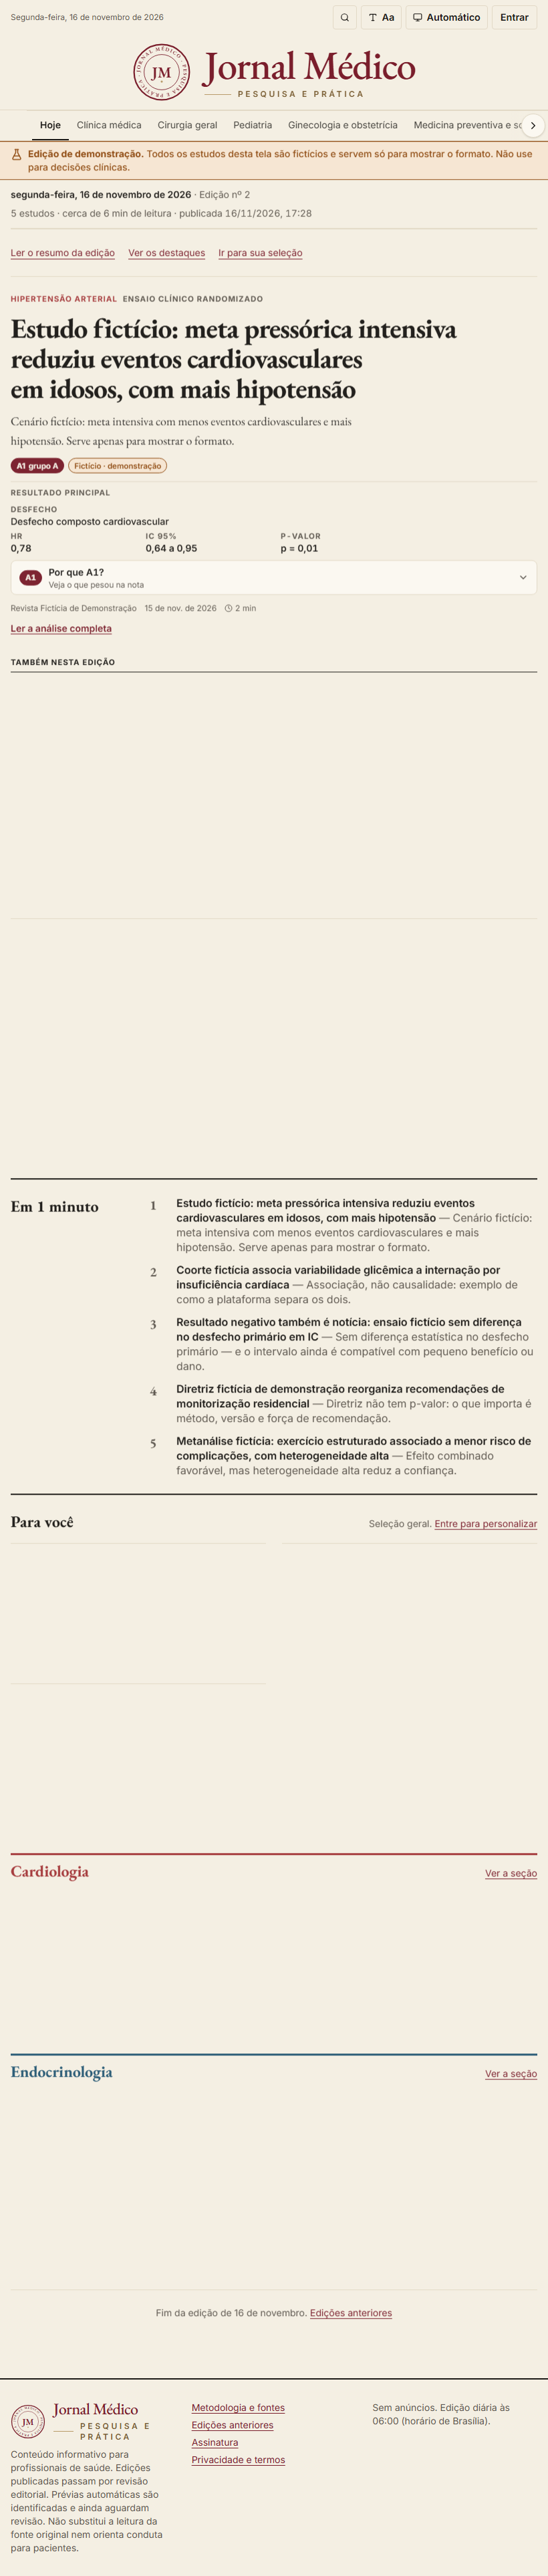 Segunda-feira, 16 de novembro de 2026
Aa
Automático
Entrar
JORNAL MÉDICO
PESQUISA E PRÁTICA
JM
Jornal Médico
PESQUISA E PRÁTICA
Hoje Clínica médica Cirurgia geral Pediatria Ginecologia e obstetrícia Medicina preventiva e
Edição de demonstração. Todos os estudos desta tela são fictícios e servem só para mostrar o formato. Não use
para decisões clínicas.
segunda-feira, 16 de novembro de 2026 · Edição nº 2
5 estudos · cerca de 6 min de leitura · publicada 16/11/2026, 17:28
Ler o resumo da edição Ver os destaques Ir para sua seleção
HIPERTENSÃO ARTERIAL ENSAIO CLÍNICO RANDOMIZADO
Estudo fictício: meta pressórica intensiva
reduziu eventos cardiovasculares
em idosos, com mais hipotensão
Cenário fictício: meta intensiva com menos eventos cardiovasculares e mais
hipotensão. Serve apenas para mostrar o formato.
A1 grupo A Fictício · demonstração
RESULTADO PRINCIPAL
DESFECHO
Desfecho composto cardiovascular
HR IC 95% P-VALOR
0,78 0,64 a 0,95 p = 0,01
A1 Por que A1?
Veja o que pesou na nota
Revista Fictícia de Demonstração 15 de nov. de 2026 2 min
Ler a análise completa
TAMBÉM NESTA EDIÇÃO
Em 1 minuto
1 Estudo fictício: meta pressórica intensiva reduziu eventos
cardiovasculares em idosos, com mais hipotensão — Cenário fictício:
meta intensiva com menos eventos cardiovasculares e mais
hipotensão. Serve apenas para mostrar o formato.
2 Coorte fictícia associa variabilidade glicêmica a internação por
insuficiência cardíaca — Associação, não causalidade: exemplo de
como a plataforma separa os dois.
3 Resultado negativo também é notícia: ensaio fictício sem diferença
no desfecho primário em IC — Sem diferença estatística no desfecho
primário — e o intervalo ainda é compatível com pequeno benefício ou
dano.
4 Diretriz fictícia de demonstração reorganiza recomendações de
monitorização residencial — Diretriz não tem p-valor: o que importa é
método, versão e força de recomendação.
5 Metanálise fictícia: exercício estruturado associado a menor risco de
complicações, com heterogeneidade alta — Efeito combinado
favorável, mas heterogeneidade alta reduz a confiança.
Para você
Seleção geral. Entre para personalizar
Cardiologia
Ver a seção
Endocrinologia
Ver a seção
Fim da edição de 16 de novembro. Edições anteriores
JM
Jornal Médico
PESQUISA E
PRÁTICA
Conteúdo informativo para
profissionais de saúde. Edições
publicadas passam por revisão
editorial. Prévias automáticas são
identificadas e ainda aguardam
revisão. Não substitui a leitura da
fonte original nem orienta conduta
para pacientes.
Metodologia e fontes
Edições anteriores
Assinatura
Privacidade e termos
Sem anúncios. Edição diária às
06:00 (horário de Brasília).